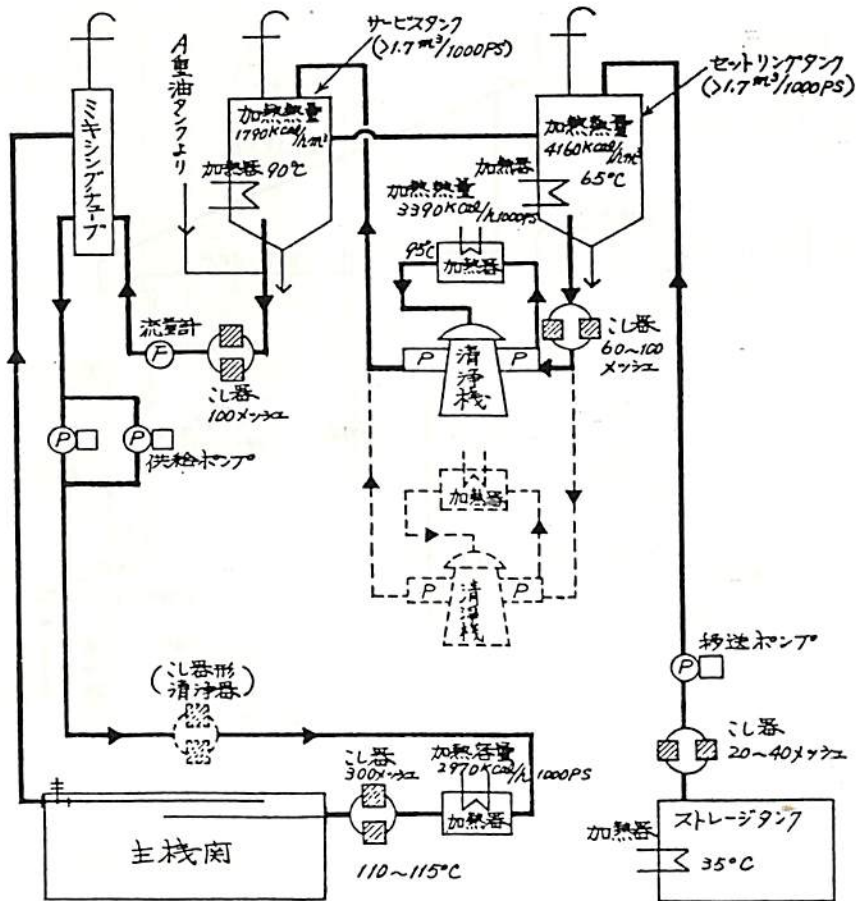 A重油タンクより
サービスタンク
(>1.7m³/1000PS)
セットリングタンク
(>1.7m³/1000PS)
ミキシングチューブ
加熱熱量
1790Kcal/hm³
加熱器 90℃
加熱熱量
4160Kcal/hm³
加熱器
65℃
加熱熱量
3390Kcal/h1000PS
95℃
加熱器
流量計
F
こし器
100メッシュ
P
清浄機
P
こし器
60~100
メッシュ
P
P
供給ポンプ
加熱器
P
清浄機
P
移送ポンプ
P
(こし器形
清浄器)
こし器
300メッシュ
加熱容量
2970Kcal/h1000PS
加熱器
こし器
20~40メッシュ
主機関
110~115℃
加熱器
ストレージタンク
35℃